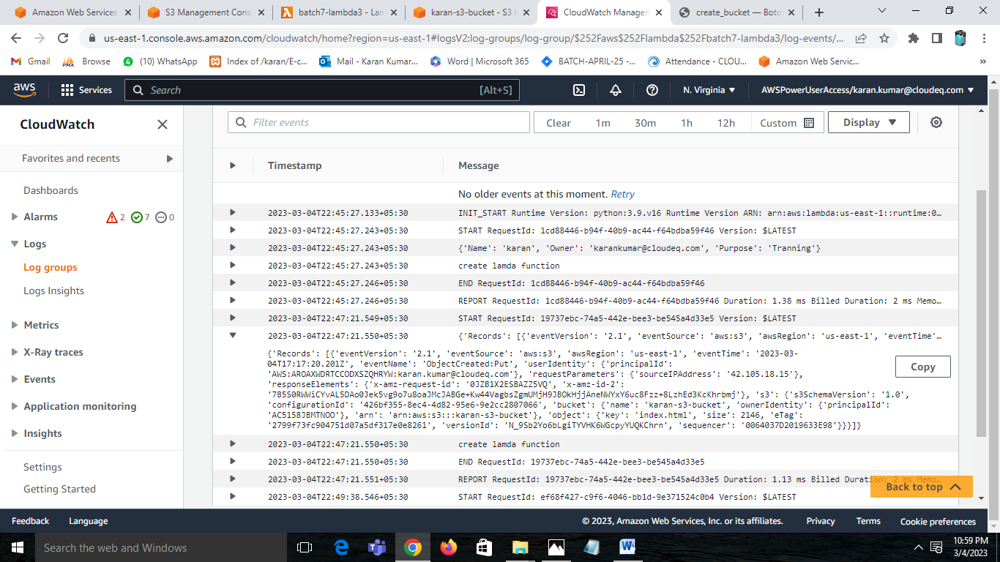 Amazon Web Services
S3 Management Cons
batch7-lambda3 - Lam
karan-s3-bucket - S3 b
CloudWatch Managem
create_bucket — Boto
us-east-1.console.aws.amazon.com/cloudwatch/home?region=us-east-1#logsV2:log-groups/log-group/$252Faws$252Flambda$252Fbatch7-lambda3/log-events/...
Gmail
Browse
(10) WhatsApp
Index of /karan/E-c...
Mail - Karan Kumar...
Word | Microsoft 365
BATCH-APRIL-25 -...
Attendance - CLOU...
Amazon Web Servic...
»
aws
Services
Search
[Alt+S]
N. Virginia
AWSPowerUserAccess/karan.kumar@cloudeq.com
CloudWatch
Favorites and recents
Dashboards
Alarms
2
7
0
Logs
Log groups
Logs Insights
Metrics
X-Ray traces
Events
Application monitoring
Insights
Settings
Getting Started
Filter events
Clear
1m
30m
1h
12h
Custom
Display
Timestamp
Message
No older events at this moment. Retry
2023-03-04T22:45:27.133+05:30 INIT_START Runtime Version: python:3.9.v16 Runtime Version ARN: arn:aws:lambda:us-east-1::runtime:0...
2023-03-04T22:45:27.243+05:30 START RequestId: 1cd88446-b94f-40b9-ac44-f64bdba59f46 Version: $LATEST
2023-03-04T22:45:27.243+05:30 {'Name': 'karan', 'Owner': 'karankumar@cloudeq.com', 'Purpose': 'Tranning'}
2023-03-04T22:45:27.243+05:30 create lamda function
2023-03-04T22:45:27.246+05:30 END RequestId: 1cd88446-b94f-40b9-ac44-f64bdba59f46
2023-03-04T22:45:27.246+05:30 REPORT RequestId: 1cd88446-b94f-40b9-ac44-f64bdba59f46 Duration: 1.38 ms Billed Duration: 2 ms Memo...
2023-03-04T22:47:21.549+05:30 START RequestId: 19737ebc-74a5-442e-bee3-be545a4d33e5 Version: $LATEST
2023-03-04T22:47:21.550+05:30 {'Records': [{'eventVersion': '2.1', 'eventSource': 'aws:s3', 'awsRegion': 'us-east-1', 'eventTime'...
{'Records': [{'eventVersion': '2.1', 'eventSource': 'aws:s3', 'awsRegion': 'us-east-1', 'eventTime': '2023-03-
04T17:17:20.201Z', 'eventName': 'ObjectCreated:Put', 'userIdentity': {'principalId':
'AWS:AROAXWDRTCCODXSZQHRYW:karan.kumar@cloudeq.com'}, 'requestParameters': {'sourceIPAddress': '42.105.18.15'},
'responseElements': {'x-amz-request-id': '0JZB1X2ESBAZZ5VQ', 'x-amz-id-2':
'7B5S0RWWiCYvAL5DAo0Jek5vg9o7u8oaJMcJABGe+Kw44VagbsZgmUMjH9JBOkHjjAneNWYxY6uc8Fzz+8LzhEd3KcKhrbmj'}, 's3': {'s3SchemaVersion': '1.0',
'configurationId': '426bf355-8ec4-4d82-95e6-9e2cc2807066', 'bucket': {'name': 'karan-s3-bucket', 'ownerIdentity': {'principalId':
'AC5158JBMTNOO'}, 'arn': 'arn:aws:s3:::karan-s3-bucket'}, 'object': {'key': 'index.html', 'size': 2146, 'eTag':
'2799f73fc904751d07a5df317e0e8261', 'versionId': 'N_9Sb2Yo6bLgiTYVHK6WGcpyYUQKChrn', 'sequencer': '0064037D2019633E98'}}}]}
Copy
2023-03-04T22:47:21.550+05:30 create lamda function
2023-03-04T22:47:21.550+05:30 END RequestId: 19737ebc-74a5-442e-bee3-be545a4d33e5
2023-03-04T22:47:21.551+05:30 REPORT RequestId: 19737ebc-74a5-442e-bee3-be545a4d33e5 Duration: 1.13 ms Billed Duration: 2 ms Memo...
Back to top
2023-03-04T22:49:38.546+05:30 START RequestId: ef68f427-c9f6-4046-bb1d-9e371524c0b4 Version: $LATEST
Feedback
Language
© 2023, Amazon Web Services, Inc. or its affiliates.
Privacy
Terms
Cookie preferences
Search the web and Windows
10:59 PM
3/4/2023